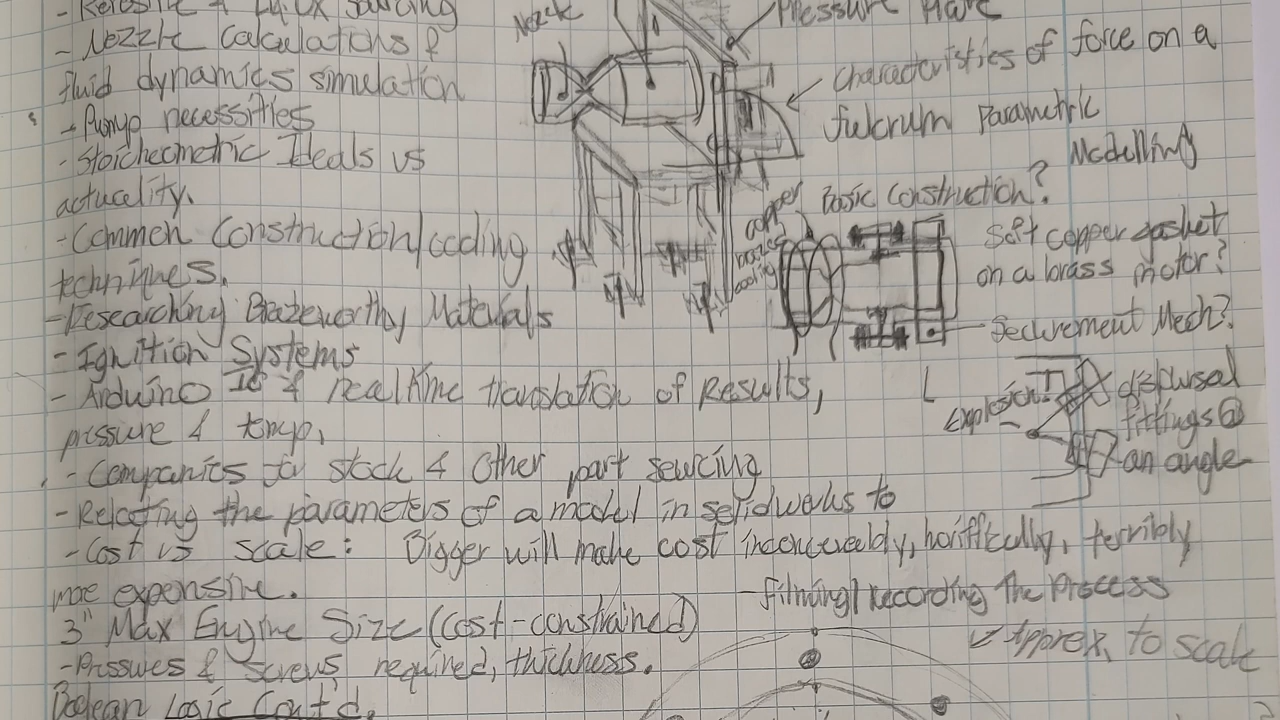 - Nozzle calculations &
fluid dynamics simulation
- Pump necessities
- Stoicheometric Ideals vs
actuality.
- Common Construction/cooling
techniques.
- Researching Brazeworthy Materials
- Ignition Systems
- Arduino & realtime translation of Results,
pressure & temp.
- Companies to stock & other part sourcing
- Relating the parameters of a model in solidworks to
- Cost vs scale: Bigger will make cost inconceivably, horiffically, terribly
more expensive.
- filming/recording the process
3" Max Engine Size (cost-constrained)
- Pressures & screws required, thickness.
Boolean Logic Cont'd.
Nozzle
Pressure Plate
Characteristics of force on a
fulcrum Parametric
Modelling
Basic Construction?
copper
cooling
Soft copper gasket
on a brass motor?
Securement Mech?
Explosion
dispursal
fittings @
an angle
Approx. to scale